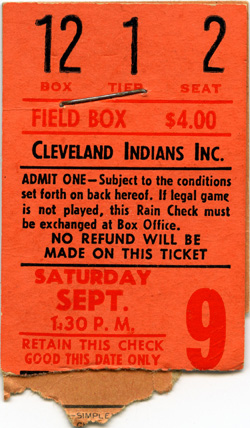 12 1 2
BOX TIER SEAT
FIELD BOX $4.00
CLEVELAND INDIANS INC.
ADMIT ONE—Subject to the conditions
set forth on back hereof. If legal game
is not played, this Rain Check must
be exchanged at Box Office.
NO REFUND WILL BE
MADE ON THIS TICKET
SATURDAY
SEPT.
1.30 P. M.
9
RETAIN THIS CHECK
GOOD THIS DATE ONLY